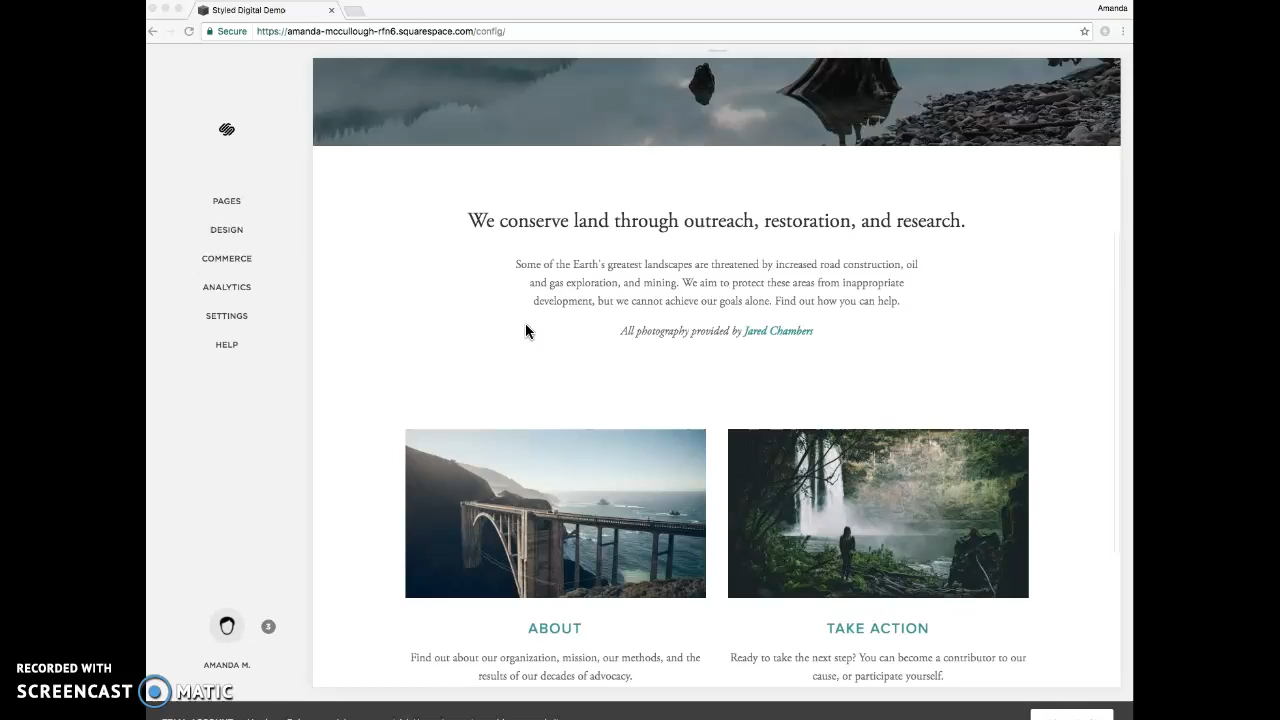 Styled Digital Demo
Amanda
Secure https://amanda-mccullough-rfn6.squarespace.com/config/
PAGES
DESIGN
COMMERCE
ANALYTICS
SETTINGS
HELP
3
AMANDA M.
We conserve land through outreach, restoration, and research.
Some of the Earth's greatest landscapes are threatened by increased road construction, oil
and gas exploration, and mining. We aim to protect these areas from inappropriate
development, but we cannot achieve our goals alone. Find out how you can help.
All photography provided by Jared Chambers
ABOUT
Find out about our organization, mission, our methods, and the
results of our decades of advocacy.
TAKE ACTION
Ready to take the next step? You can become a contributor to our
cause, or participate yourself.
RECORDED WITH
SCREENCAST MATIC